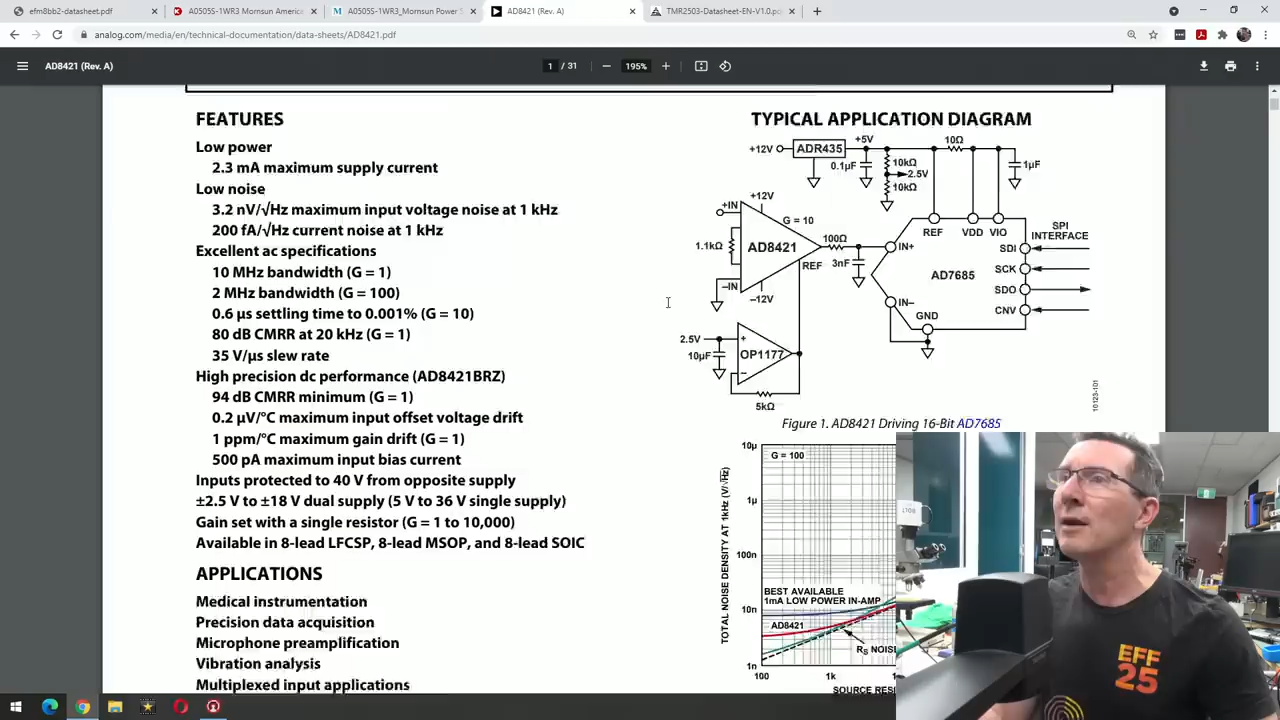 efm8bb2-datasheet.pdf
A0505S-1WR3 Mornsun America
A0505S-1WR3_Mornsun Power S
AD8421 (Rev. A)
TMR2503-Datasheet-EN-V1.0.pd
analog.com/media/en/technical-documentation/data-sheets/AD8421.pdf
AD8421 (Rev. A)
1 / 31
195%
FEATURES
Low power
2.3 mA maximum supply current
Low noise
3.2 nV/√Hz maximum input voltage noise at 1 kHz
200 fA/√Hz current noise at 1 kHz
Excellent ac specifications
10 MHz bandwidth (G = 1)
2 MHz bandwidth (G = 100)
0.6 μs settling time to 0.001% (G = 10)
80 dB CMRR at 20 kHz (G = 1)
35 V/μs slew rate
High precision dc performance (AD8421BRZ)
94 dB CMRR minimum (G = 1)
0.2 μV/°C maximum input offset voltage drift
1 ppm/°C maximum gain drift (G = 1)
500 pA maximum input bias current
Inputs protected to 40 V from opposite supply
±2.5 V to ±18 V dual supply (5 V to 36 V single supply)
Gain set with a single resistor (G = 1 to 10,000)
Available in 8-lead LFCSP, 8-lead MSOP, and 8-lead SOIC
APPLICATIONS
Medical instrumentation
Precision data acquisition
Microphone preamplification
Vibration analysis
Multiplexed input applications
TYPICAL APPLICATION DIAGRAM
+5V
10Ω
+12V
ADR435
0.1μF
10kΩ
1μF
2.5V
10kΩ
+12V
+IN
G = 10
REF
VDD
VIO
SPI
INTERFACE
1.1kΩ
AD8421
100Ω
IN+
SDI
REF
3nF
AD7685
SCK
–IN
–12V
IN–
SDO
GND
CNV
2.5V
+
10μF
OP1177
–
5kΩ
10123-101
Figure 1. AD8421 Driving 16-Bit AD7685
10μ
G = 100
1μ
100n
10n
1n
TOTAL NOISE DENSITY AT 1kHz (V/√Hz)
BEST AVAILABLE
1mA LOW POWER IN-AMP
AD8421
RS NOIS
100
1k
SOURCE RESI
BOLT
EFF
25